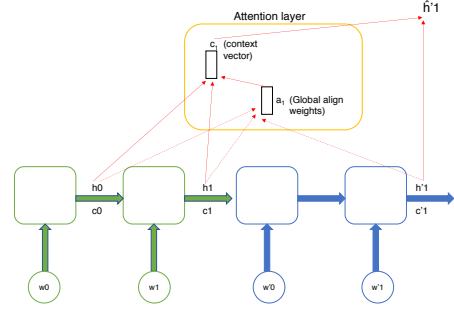 ĥ'1
Attention layer
c₁ (context
vector)
a₁ (Global align
weights)
h0
h1
h'1
c0
c1
c'1
w0
w1
w'0
w'1